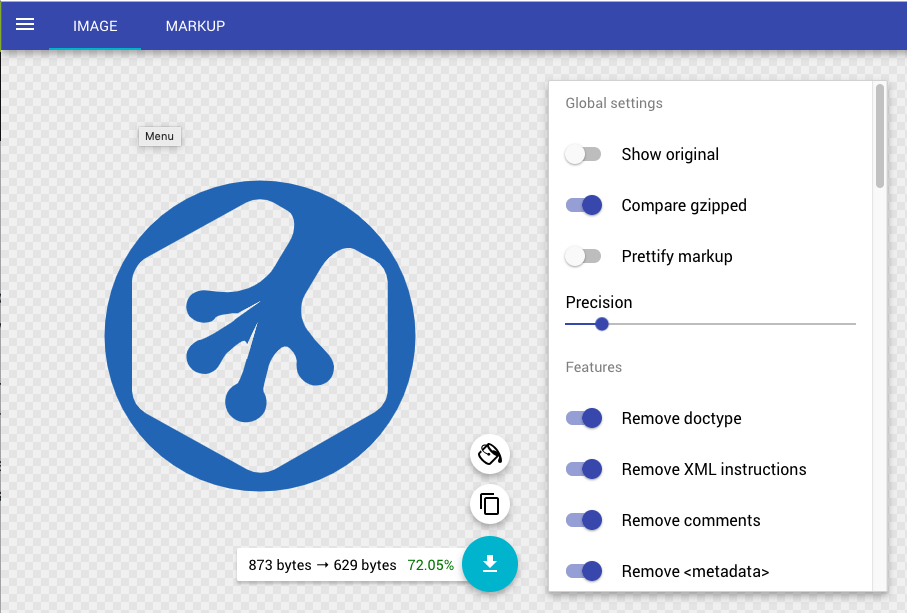 IMAGE
MARKUP
Menu
Global settings
Show original
Compare gzipped
Prettify markup
Precision
Features
Remove doctype
Remove XML instructions
Remove comments
Remove <metadata>
873 bytes → 629 bytes 72.05%